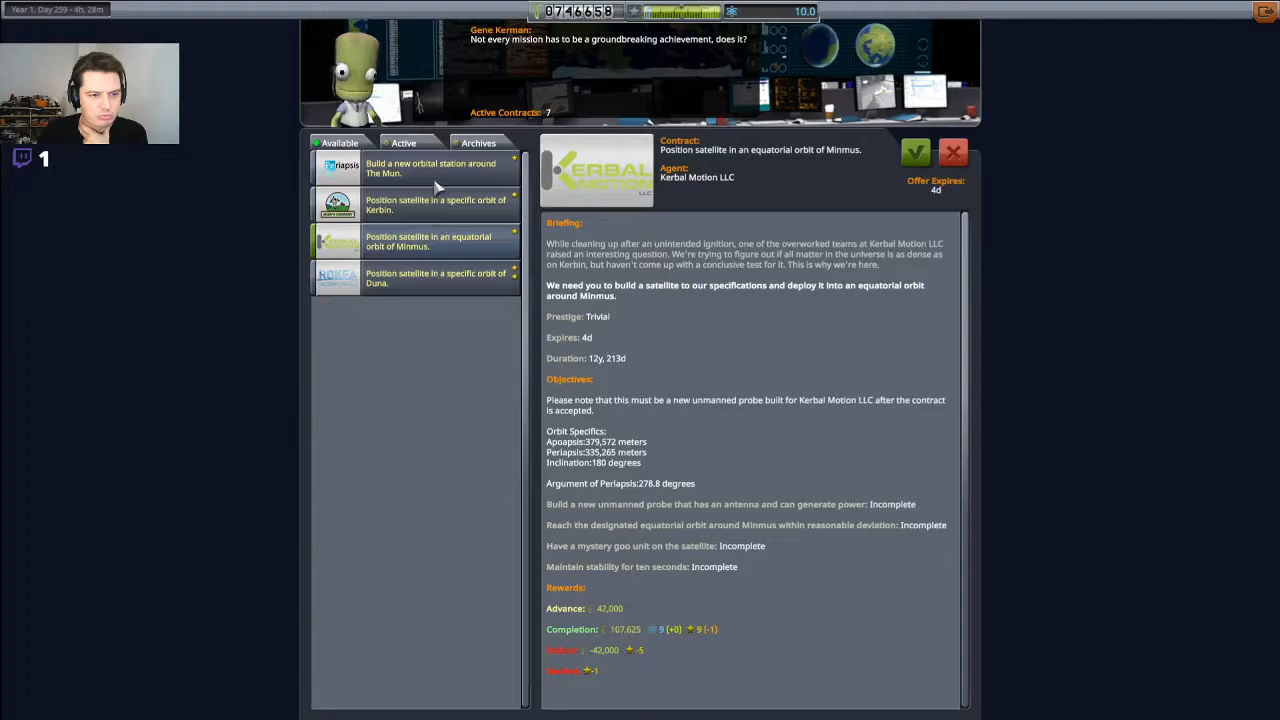 Year 1, Day 259 - 4h, 28m
0746658
10.0
Gene Kerman:
Not every mission has to be a groundbreaking achievement, does it?
Active Contracts: 7
1
Available
Active
Archives
Periapsis
Build a new orbital station around
The Mun.
Position satellite in a specific orbit of
Kerbin.
Position satellite in an equatorial
orbit of Minmus.
Position satellite in a specific orbit of
Duna.
KERBAL
MOTION
LLC
Contract:
Position satellite in an equatorial orbit of Minmus.
Agent:
Kerbal Motion LLC
Offer Expires:
4d
Briefing:
While cleaning up after an unintended ignition, one of the overworked teams at Kerbal Motion LLC
raised an interesting question. We're trying to figure out if all matter in the universe is as dense as
on Kerbin, but haven't come up with a conclusive test for it. This is why we're here.
We need you to build a satellite to our specifications and deploy it into an equatorial orbit
around Minmus.
Prestige: Trivial
Expires: 4d
Duration: 12y, 213d
Objectives:
Please note that this must be a new unmanned probe built for Kerbal Motion LLC after the contract
is accepted.
Orbit Specifics:
Apoapsis:379,572 meters
Periapsis:335,265 meters
Inclination:180 degrees
Argument of Periapsis:278.8 degrees
Build a new unmanned probe that has an antenna and can generate power: Incomplete
Reach the designated equatorial orbit around Minmus within reasonable deviation: Incomplete
Have a mystery goo unit on the satellite: Incomplete
Maintain stability for ten seconds: Incomplete
Rewards:
Advance: 42,000
Completion: 107,625 9 (+0) 9 (-1)
-42,000 -5
-1